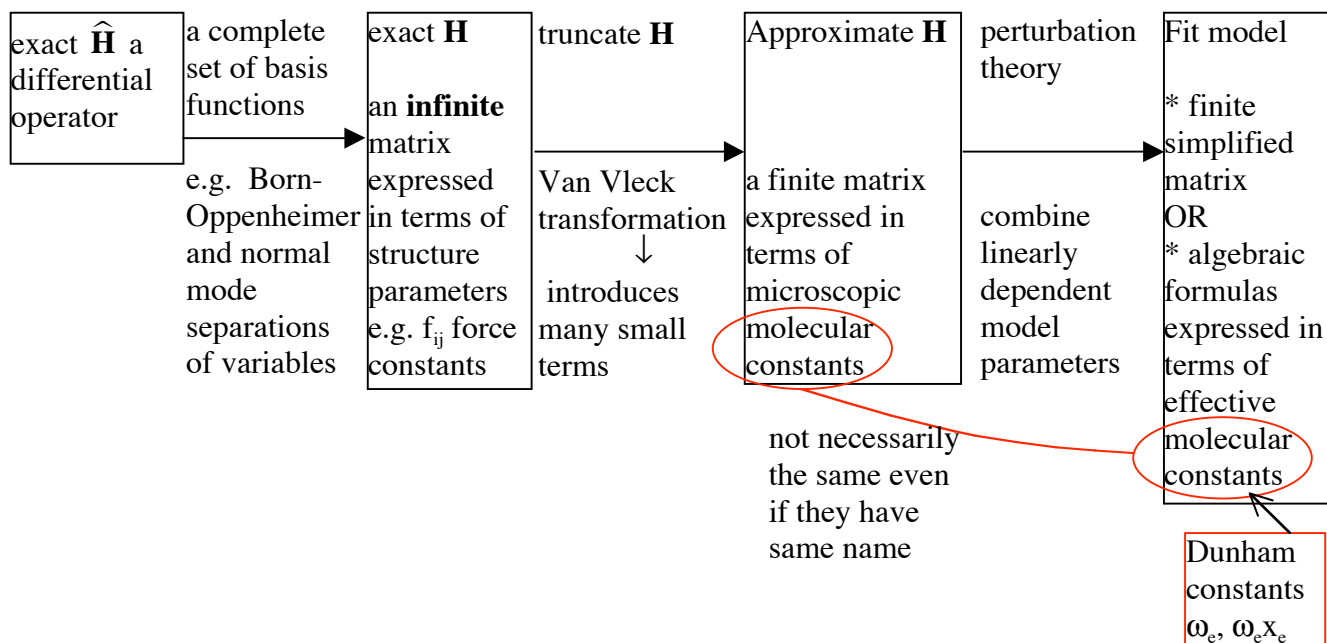 exact Ĥ a
differential
operator
a complete
set of basis
functions
e.g. Born-
Oppenheimer
and normal
mode
separations
of variables
exact H
an infinite
matrix
expressed
in terms of
structure
parameters
e.g. fij force
constants
truncate H
Van Vleck
transformation
↓
introduces
many small
terms
Approximate H
a finite matrix
expressed in
terms of
microscopic
molecular
constants
perturbation
theory
combine
linearly
dependent
model
parameters
Fit model
* finite
simplified
matrix
OR
* algebraic
formulas
expressed in
terms of
effective
molecular
constants
not necessarily
the same even
if they have
same name
Dunham
constants
ωe, ωexe